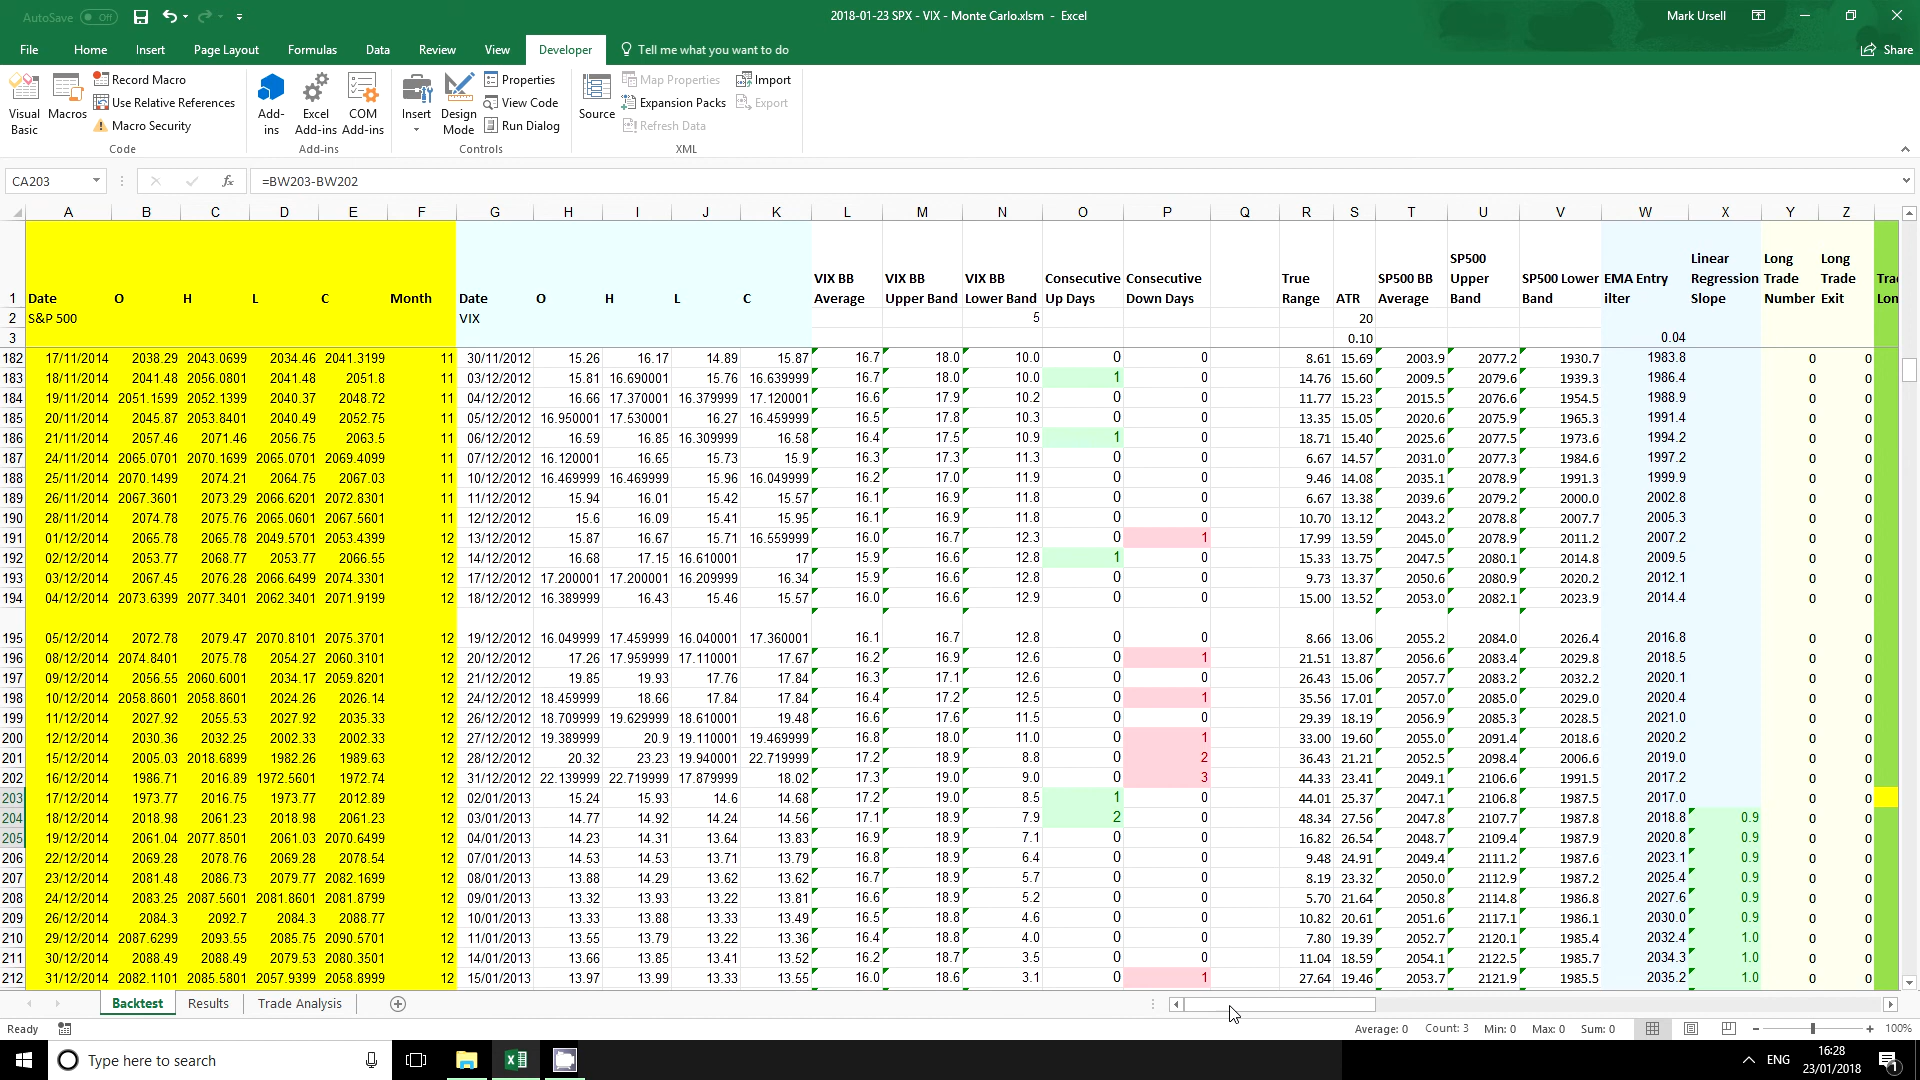 AutoSave Off
2018-01-23 SPX - VIX - Monte Carlo.xlsm - Excel
Mark Ursell
File Home Insert Page Layout Formulas Data Review View Developer Tell me what you want to do Share
Visual Basic
Macros
Record Macro
Use Relative References
Macro Security
Code
Add-ins
Excel Add-ins
COM Add-ins
Add-ins
Insert
Design Mode
Properties
View Code
Run Dialog
Controls
Source
Map Properties
Expansion Packs
Refresh Data
Import
Export
XML
CA203 fx =BW203-BW202
A B C D E F G H I J K L M N O P Q R S T U V W X Y Z
1 Date O H L C Month Date O H L C VIX BB Average VIX BB Upper Band VIX BB Lower Band Consecutive Up Days Consecutive Down Days True Range ATR SP500 BB Average SP500 Upper Band SP500 Lower Band EMA Entry ilter Linear Regression Slope Long Trade Number Long Trade Exit Trac Lon
2 S&P 500 VIX 5 20
3 0.10 0.04
182 17/11/2014 2038.29 2043.0699 2034.46 2041.3199 11 30/11/2012 15.26 16.17 14.89 15.87 16.7 18.0 10.0 0 0 8.61 15.69 2003.9 2077.2 1930.7 1983.8 0 0
183 18/11/2014 2041.48 2056.0801 2041.48 2051.8 11 03/12/2012 15.81 16.690001 15.76 16.639999 16.7 18.0 10.0 1 0 14.76 15.60 2009.5 2079.6 1939.3 1986.4 0 0
184 19/11/2014 2051.1599 2052.1399 2040.37 2048.72 11 04/12/2012 16.66 17.370001 16.379999 17.120001 16.6 17.9 10.2 0 0 11.77 15.23 2015.5 2076.6 1954.5 1988.9 0 0
185 20/11/2014 2045.87 2053.8401 2040.49 2052.75 11 05/12/2012 16.950001 17.530001 16.27 16.459999 16.5 17.8 10.3 0 0 13.35 15.05 2020.6 2075.9 1965.3 1991.4 0 0
186 21/11/2014 2057.46 2071.46 2056.75 2063.5 11 06/12/2012 16.59 16.85 16.309999 16.58 16.4 17.5 10.9 1 0 18.71 15.40 2025.6 2077.5 1973.6 1994.2 0 0
187 24/11/2014 2065.0701 2070.1699 2065.0701 2069.4099 11 07/12/2012 16.120001 16.65 15.73 15.9 16.3 17.3 11.3 0 0 6.67 14.57 2031.0 2077.3 1984.6 1997.2 0 0
188 25/11/2014 2070.1499 2074.21 2064.75 2067.03 11 10/12/2012 16.469999 16.469999 15.96 16.049999 16.2 17.0 11.9 0 0 9.46 14.08 2035.1 2078.9 1991.3 1999.9 0 0
189 26/11/2014 2067.3601 2073.29 2066.6201 2072.8301 11 11/12/2012 15.94 16.01 15.42 15.57 16.1 16.9 11.8 0 0 6.67 13.38 2039.6 2079.2 2000.0 2002.8 0 0
190 28/11/2014 2074.78 2075.76 2065.0601 2067.5601 11 12/12/2012 15.6 16.09 15.41 15.95 16.1 16.9 11.8 0 0 10.70 13.12 2043.2 2078.8 2007.7 2005.3 0 0
191 01/12/2014 2065.78 2065.78 2049.5701 2053.4399 12 13/12/2012 15.87 16.67 15.71 16.559999 16.0 16.7 12.3 0 1 17.99 13.59 2045.0 2078.9 2011.2 2007.2 0 0
192 02/12/2014 2053.77 2068.77 2053.77 2066.55 12 14/12/2012 16.68 17.15 16.610001 17 15.9 16.6 12.8 1 0 15.33 13.75 2047.5 2080.1 2014.8 2009.5 0 0
193 03/12/2014 2067.45 2076.28 2066.6499 2074.3301 12 17/12/2012 17.200001 17.200001 16.209999 16.34 15.9 16.6 12.8 0 0 9.73 13.37 2050.6 2080.9 2020.2 2012.1 0 0
194 04/12/2014 2073.6399 2077.3401 2062.3401 2071.9199 12 18/12/2012 16.389999 16.43 15.46 15.57 16.0 16.6 12.9 0 0 15.00 13.52 2053.0 2082.1 2023.9 2014.4 0 0
195 05/12/2014 2072.78 2079.47 2070.8101 2075.3701 12 19/12/2012 16.049999 17.459999 16.040001 17.360001 16.1 16.7 12.8 0 0 8.66 13.06 2055.2 2084.0 2026.4 2016.8 0 0
196 08/12/2014 2074.8401 2075.78 2054.27 2060.3101 12 20/12/2012 17.26 17.959999 17.110001 17.67 16.2 16.9 12.6 0 1 21.51 13.87 2056.6 2083.4 2029.8 2018.5 0 0
197 09/12/2014 2056.55 2060.6001 2034.17 2059.8201 12 21/12/2012 19.85 19.93 17.76 17.84 16.3 17.1 12.6 0 0 26.43 15.06 2057.7 2083.2 2032.2 2020.1 0 0
198 10/12/2014 2058.8601 2058.8601 2024.26 2026.14 12 24/12/2012 18.459999 18.66 17.84 17.84 16.4 17.2 12.5 0 1 35.56 17.01 2057.0 2085.0 2029.0 2020.4 0 0
199 11/12/2014 2027.92 2055.53 2027.92 2035.33 12 26/12/2012 18.709999 19.629999 18.610001 19.48 16.6 17.6 11.5 0 0 29.39 18.19 2056.9 2085.3 2028.5 2021.0 0 0
200 12/12/2014 2030.36 2032.25 2002.33 2002.33 12 27/12/2012 19.389999 20.9 19.110001 19.469999 16.8 18.0 11.0 0 1 33.00 19.60 2055.0 2091.4 2018.6 2020.2 0 0
201 15/12/2014 2005.03 2018.6899 1982.26 1989.63 12 28/12/2012 20.32 23.23 19.940001 22.719999 17.2 18.9 8.8 0 2 36.43 21.21 2052.5 2098.4 2006.6 2019.0 0 0
202 16/12/2014 1986.71 2016.89 1972.5601 1972.74 12 31/12/2012 22.139999 22.719999 17.879999 18.02 17.3 19.0 9.0 0 3 44.33 23.41 2049.1 2106.6 1991.5 2017.2 0 0
203 17/12/2014 1973.77 2016.75 1973.77 2012.89 12 02/01/2013 15.24 15.93 14.6 14.68 17.2 19.0 8.5 1 0 44.01 25.37 2047.1 2106.8 1987.5 2017.0 0 0
204 18/12/2014 2018.98 2061.23 2018.98 2061.23 12 03/01/2013 14.77 14.92 14.24 14.56 17.1 18.9 7.9 2 0 48.34 27.56 2047.8 2107.7 1987.8 2018.8 0.9 0 0
205 19/12/2014 2061.04 2077.8501 2061.03 2070.6499 12 04/01/2013 14.23 14.31 13.64 13.83 16.9 18.9 7.1 0 0 16.82 26.54 2048.7 2109.4 1987.9 2020.8 0.9 0 0
206 22/12/2014 2069.28 2078.76 2069.28 2078.54 12 07/01/2013 14.53 14.53 13.71 13.79 16.8 18.9 6.4 0 0 9.48 24.91 2049.4 2111.2 1987.6 2023.1 0.9 0 0
207 23/12/2014 2081.48 2086.73 2079.77 2082.1699 12 08/01/2013 13.88 14.29 13.62 13.62 16.7 18.9 5.7 0 0 8.19 23.32 2050.0 2112.9 1987.2 2025.4 0.9 0 0
208 24/12/2014 2083.25 2087.5601 2081.8601 2081.8799 12 09/01/2013 13.32 13.93 13.22 13.81 16.6 18.9 5.2 0 0 5.70 21.64 2050.8 2114.8 1986.8 2027.6 0.9 0 0
209 26/12/2014 2084.3 2092.7 2084.3 2088.77 12 10/01/2013 13.33 13.88 13.33 13.49 16.5 18.8 4.6 0 0 10.82 20.61 2051.6 2117.1 1986.1 2030.0 0.9 0 0
210 29/12/2014 2087.6299 2093.55 2085.75 2090.5701 12 11/01/2013 13.55 13.79 13.22 13.36 16.4 18.8 4.0 0 0 7.80 19.39 2052.7 2120.1 1985.4 2032.4 1.0 0 0
211 30/12/2014 2088.49 2088.49 2079.53 2080.3501 12 14/01/2013 13.66 13.85 13.41 13.52 16.2 18.7 3.5 0 0 11.04 18.59 2054.1 2122.5 1985.7 2034.3 1.0 0 0
212 31/12/2014 2082.1101 2085.5801 2057.9399 2058.8999 12 15/01/2013 13.97 13.99 13.33 13.55 16.0 18.6 3.1 0 1 27.64 19.46 2053.7 2121.9 1985.5 2035.2 1.0 0 0
Backtest Results Trade Analysis
Ready Average: 0 Count: 3 Min: 0 Max: 0 Sum: 0 100%
Type here to search
ENG
16:28
23/01/2018
1